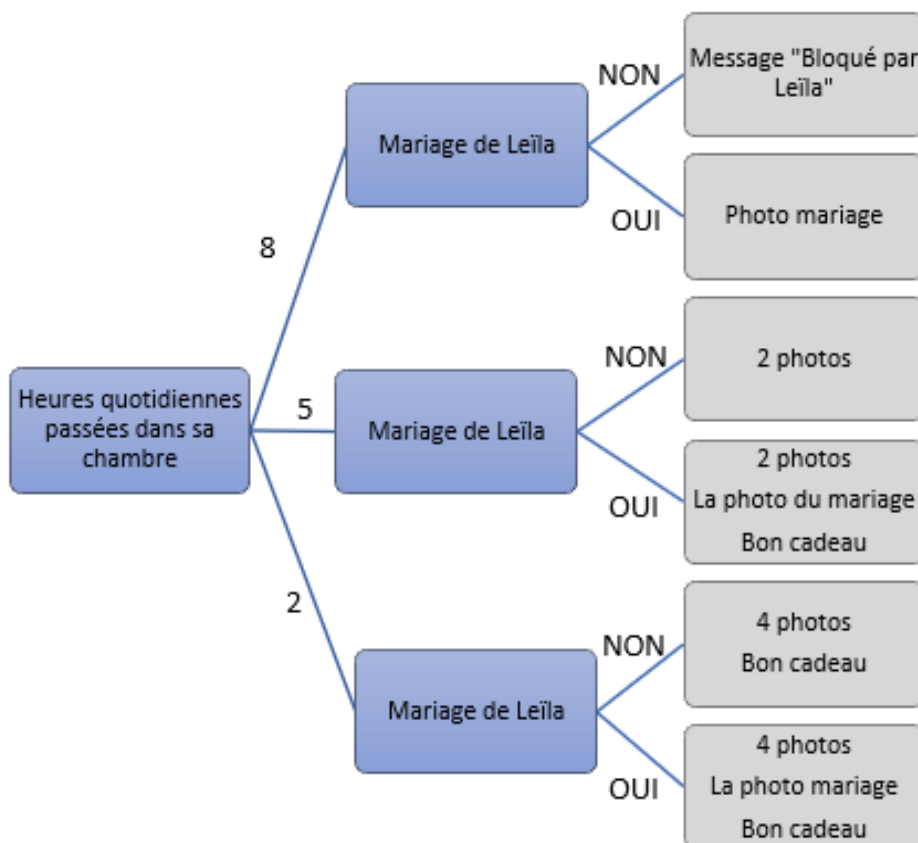 NON
Message "Bloqué par
Leïla"
Mariage de Leïla
OUI
Photo mariage
8
NON
2 photos
Heures quotidiennes
passées dans sa
chambre
5
Mariage de Leïla
OUI
2 photos
La photo du mariage
Bon cadeau
2
NON
4 photos
Bon cadeau
Mariage de Leïla
OUI
4 photos
La photo mariage
Bon cadeau